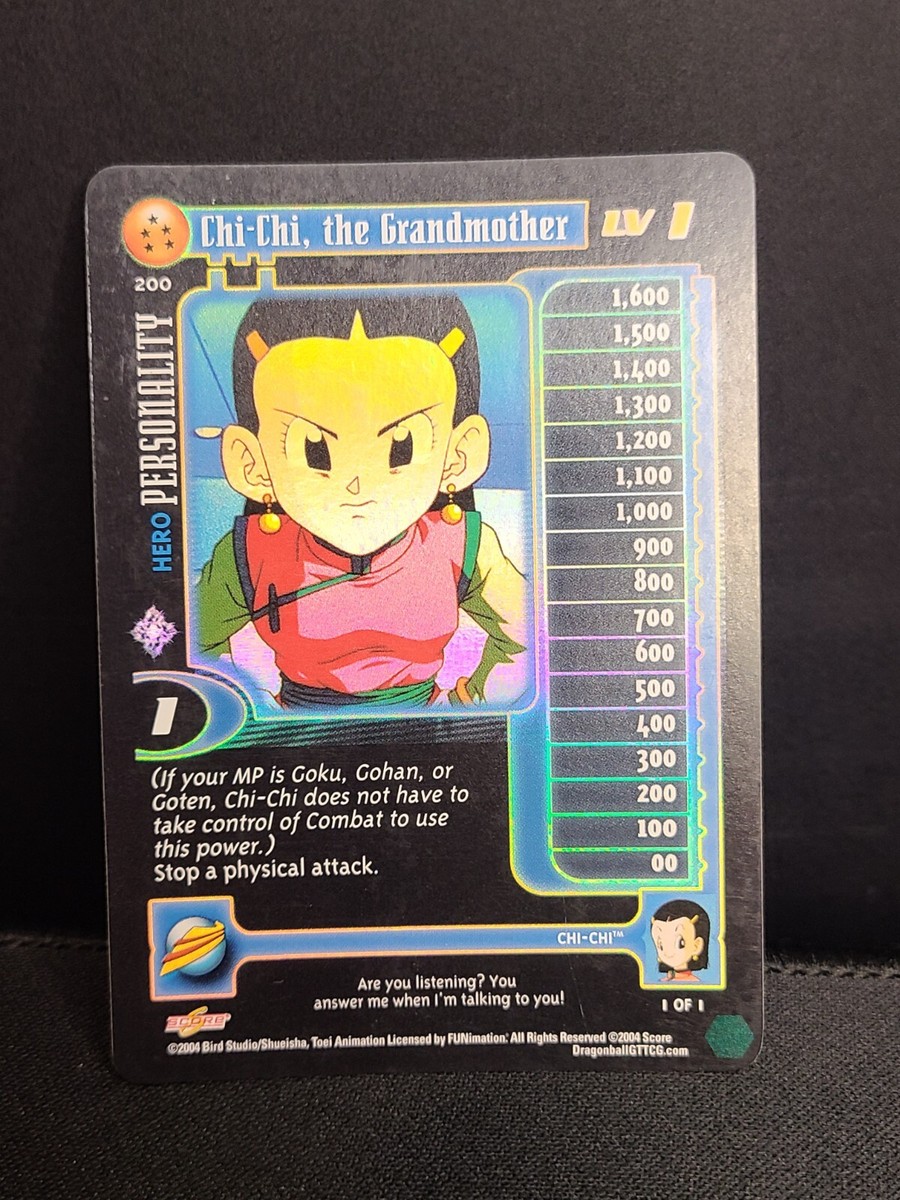 Chi-Chi, the Grandmother
LV 1
200
HERO PERSONALITY
1,600
1,500
1,400
1,300
1,200
1,100
1,000
900
800
700
600
500
400
300
200
100
00
1
(If your MP is Goku, Gohan, or
Goten, Chi-Chi does not have to
take control of Combat to use
this power.)
Stop a physical attack.
CHI-CHI™
Are you listening? You
answer me when I'm talking to you!
1 OF 1
SCORE
©2004 Bird Studio/Shueisha, Toei Animation Licensed by FUNimation. All Rights Reserved ©2004 Score
DragonballGTTCG.com